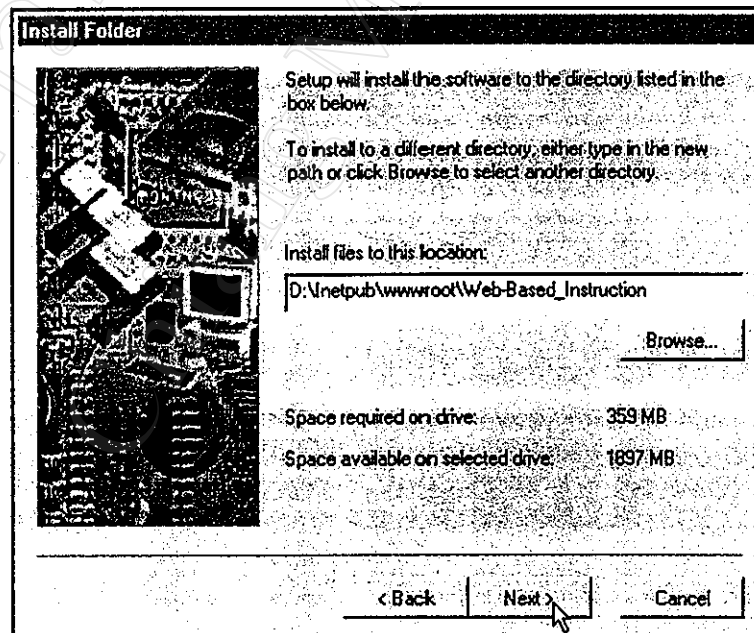 Install Folder
Setup will install the software to the directory listed in the
box below.
To install to a different directory, either type in the new
path or click Browse to select another directory.
Install files to this location:
D:\Inetpub\wwwroot\Web-Based_Instruction
Browse...
Space required on drive: 359 MB
Space available on selected drive: 1897 MB
< Back Next > Cancel